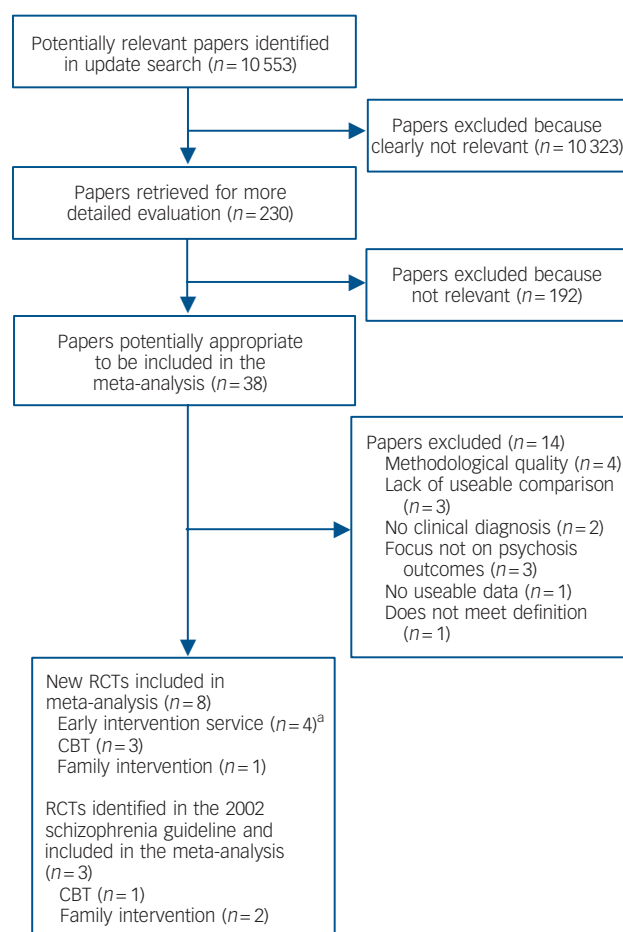 Potentially relevant papers identified
in update search (n = 10 553)
Papers excluded because
clearly not relevant (n = 10 323)
Papers retrieved for more
detailed evaluation (n = 230)
Papers excluded because
not relevant (n = 192)
Papers potentially appropriate
to be included in the
meta-analysis (n = 38)
Papers excluded (n = 14)
Methodological quality (n = 4)
Lack of useable comparison
(n = 3)
No clinical diagnosis (n = 2)
Focus not on psychosis
outcomes (n = 3)
No useable data (n = 1)
Does not meet definition
(n = 1)
New RCTs included in
meta-analysis (n = 8)
Early intervention service (n = 4)ᵃ
CBT (n = 3)
Family intervention (n = 1)
RCTs identified in the 2002
schizophrenia guideline and
included in the meta-analysis
(n = 3)
CBT (n = 1)
Family intervention (n = 2)